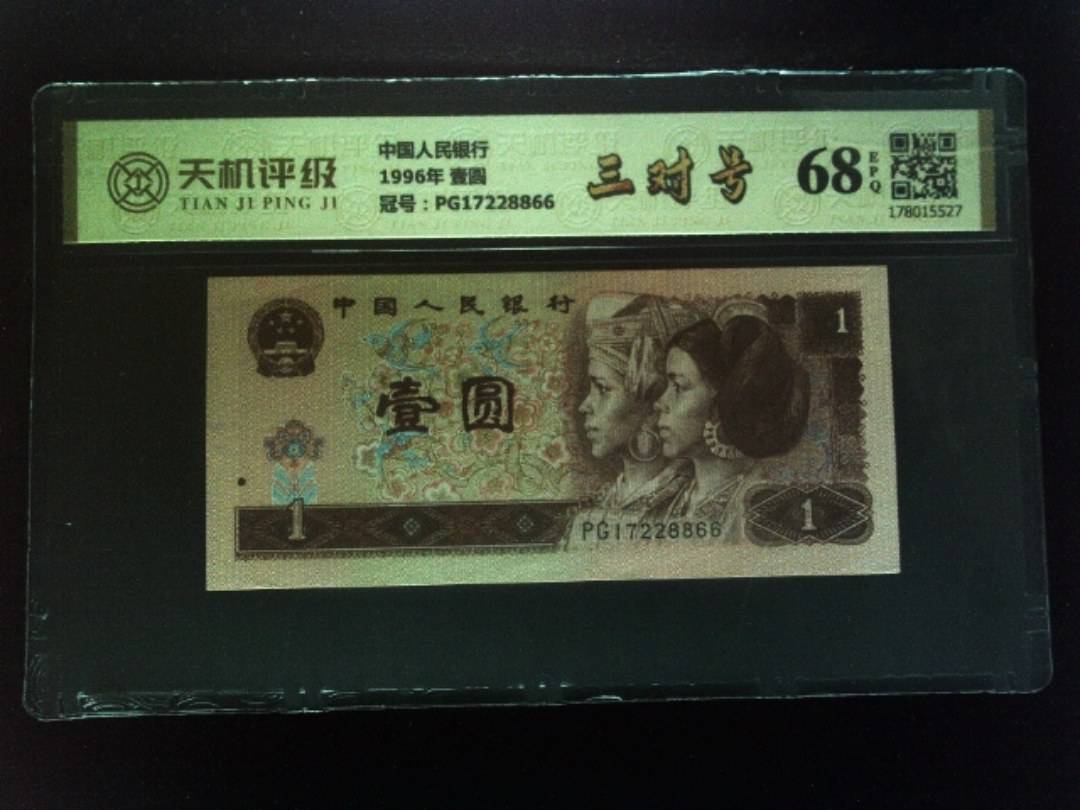 天机评级
TIAN JI PING JI
中国人民银行
1996年 壹圆
冠号：PG17228866
三对号
68
EPQ
178015527
中国人民银行
1
壹圆
1
PG17228866
1